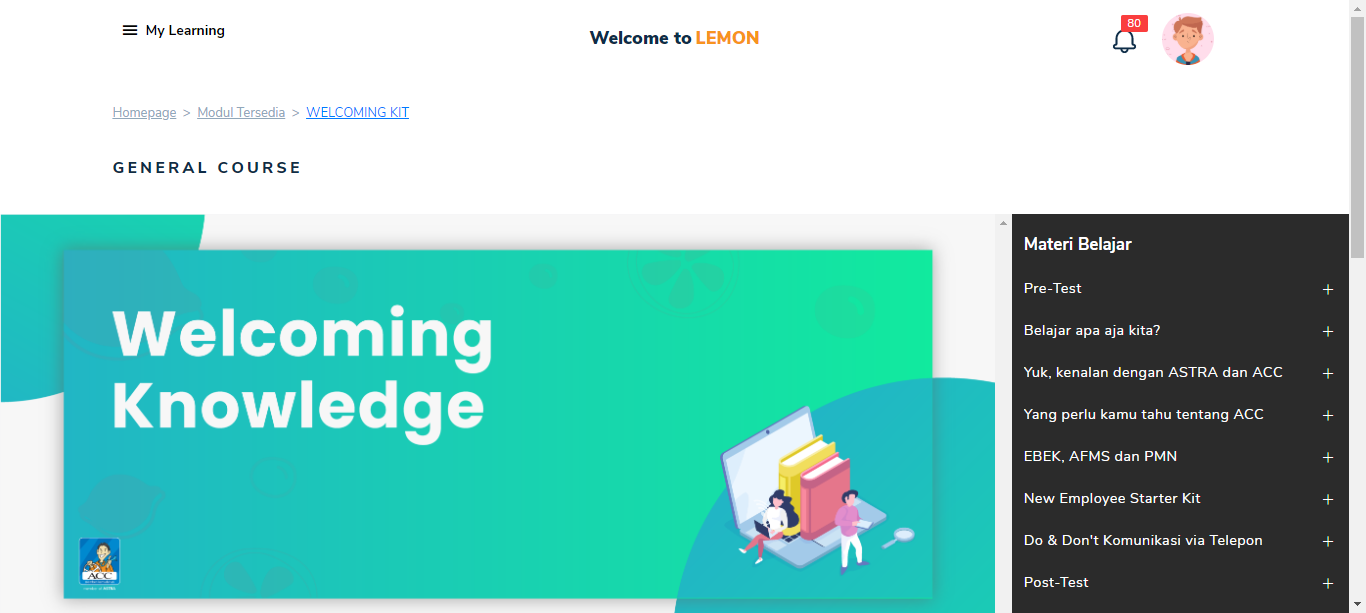 My Learning
Welcome to LEMON
80
Homepage > Modul Tersedia > WELCOMING KIT
GENERAL COURSE
Welcoming
Knowledge
ACC
Materi Belajar
Pre-Test
Belajar apa aja kita?
Yuk, kenalan dengan ASTRA dan ACC
Yang perlu kamu tahu tentang ACC
EBEK, AFMS dan PMN
New Employee Starter Kit
Do & Don't Komunikasi via Telepon
Post-Test